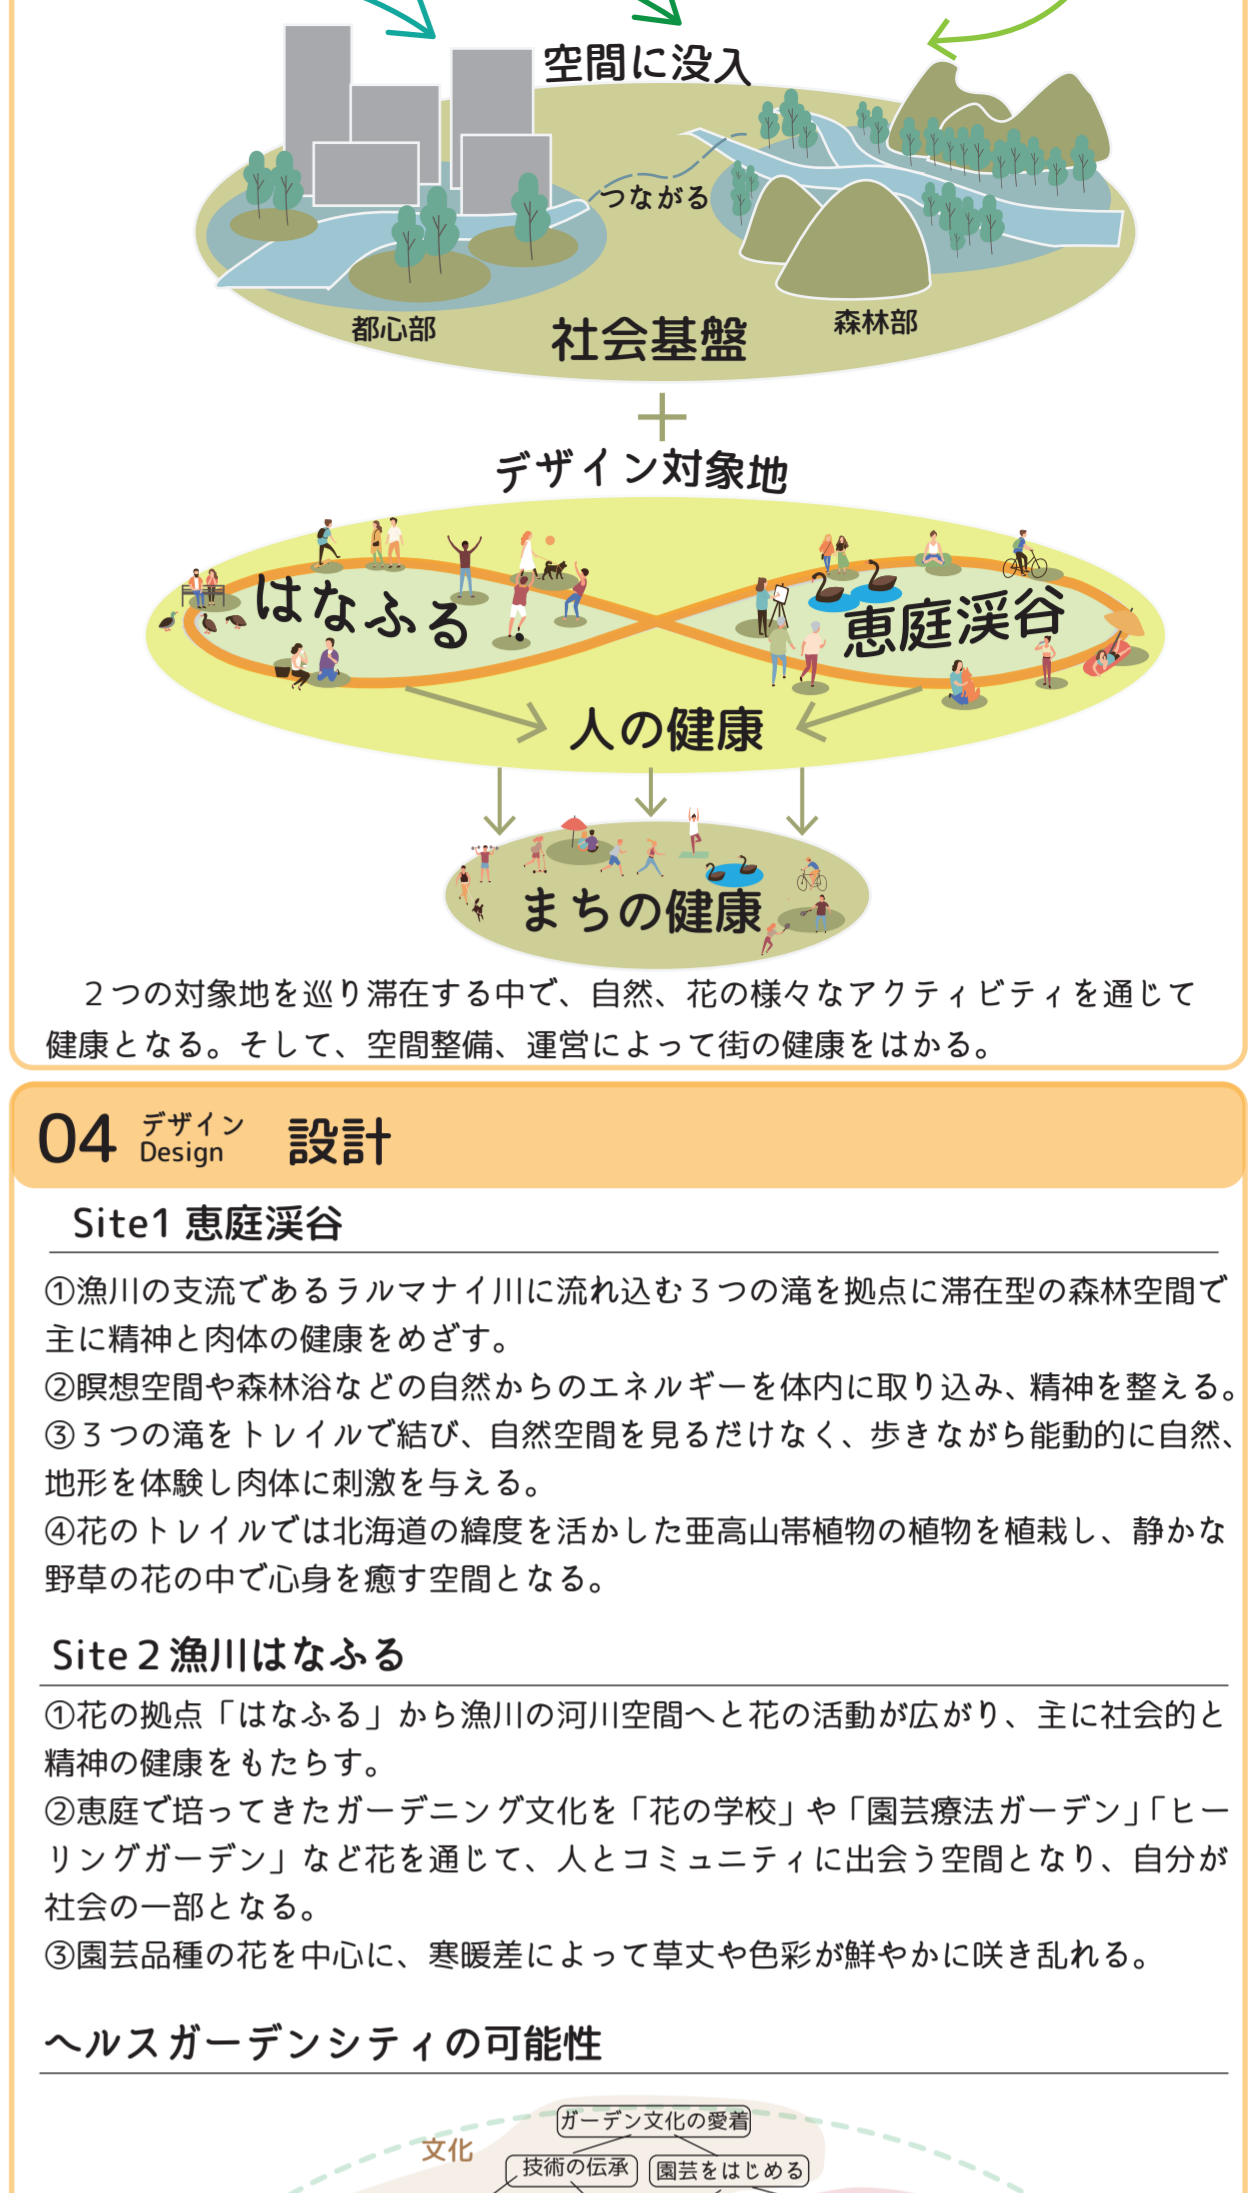 空間に没入
つながる
都心部
社会基盤
森林部
デザイン対象地
はなふる
恵庭渓谷
人の健康
まちの健康
２つの対象地を巡り滞在する中で、自然、花の様々なアクティビティを通じて
健康となる。そして、空間整備、運営によって街の健康をはかる。
04 デザイン
Design 設計
Site1 恵庭渓谷
①漁川の支流であるラルマナイ川に流れ込む３つの滝を拠点に滞在型の森林空間で
主に精神と肉体の健康をめざす。
②瞑想空間や森林浴などの自然からのエネルギーを体内に取り込み、精神を整える。
③３つの滝をトレイルで結び、自然空間を見るだけなく、歩きながら能動的に自然、
地形を体験し肉体に刺激を与える。
④花のトレイルでは北海道の緯度を活かした亜高山帯植物の植物を植栽し、静かな
野草の花の中で心身を癒す空間となる。
Site２漁川はなふる
①花の拠点「はなふる」から漁川の河川空間へと花の活動が広がり、主に社会的と
精神の健康をもたらす。
②恵庭で培ってきたガーデニング文化を「花の学校」や「園芸療法ガーデン」「ヒー
リングガーデン」など花を通じて、人とコミュニティに出会う空間となり、自分が
社会の一部となる。
③園芸品種の花を中心に、寒暖差によって草丈や色彩が鮮やかに咲き乱れる。
ヘルスガーデンシティの可能性
ガーデン文化の愛着
文化
技術の伝承
園芸をはじめる